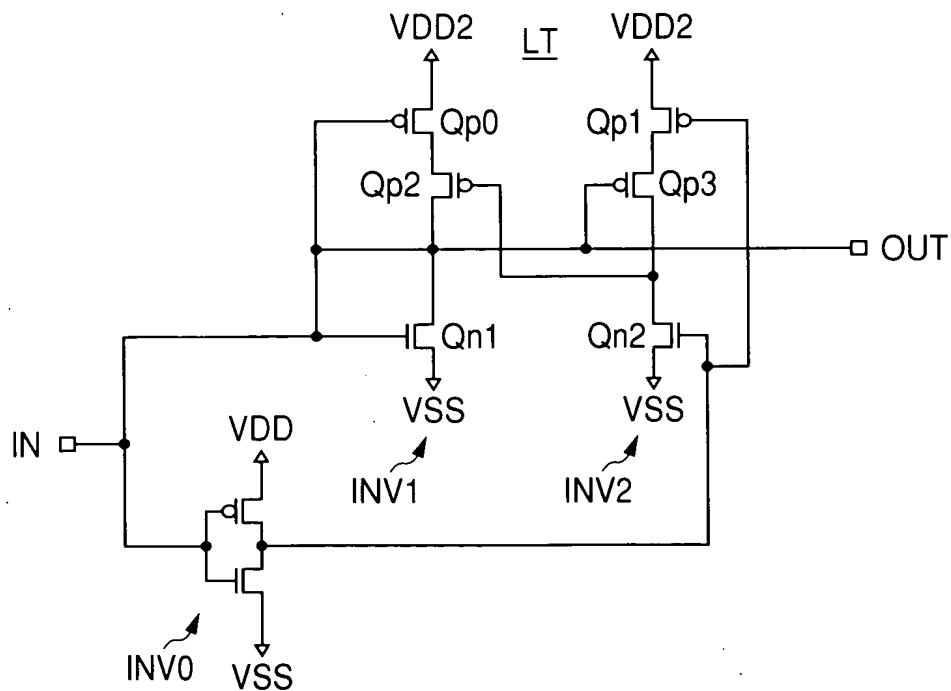 VDD2 LT VDD2
Qp0 Qp1
Qp2 Qp3
OUT
Qn1 Qn2
VSS VSS
IN VDD
INV1 INV2
INV0 VSS